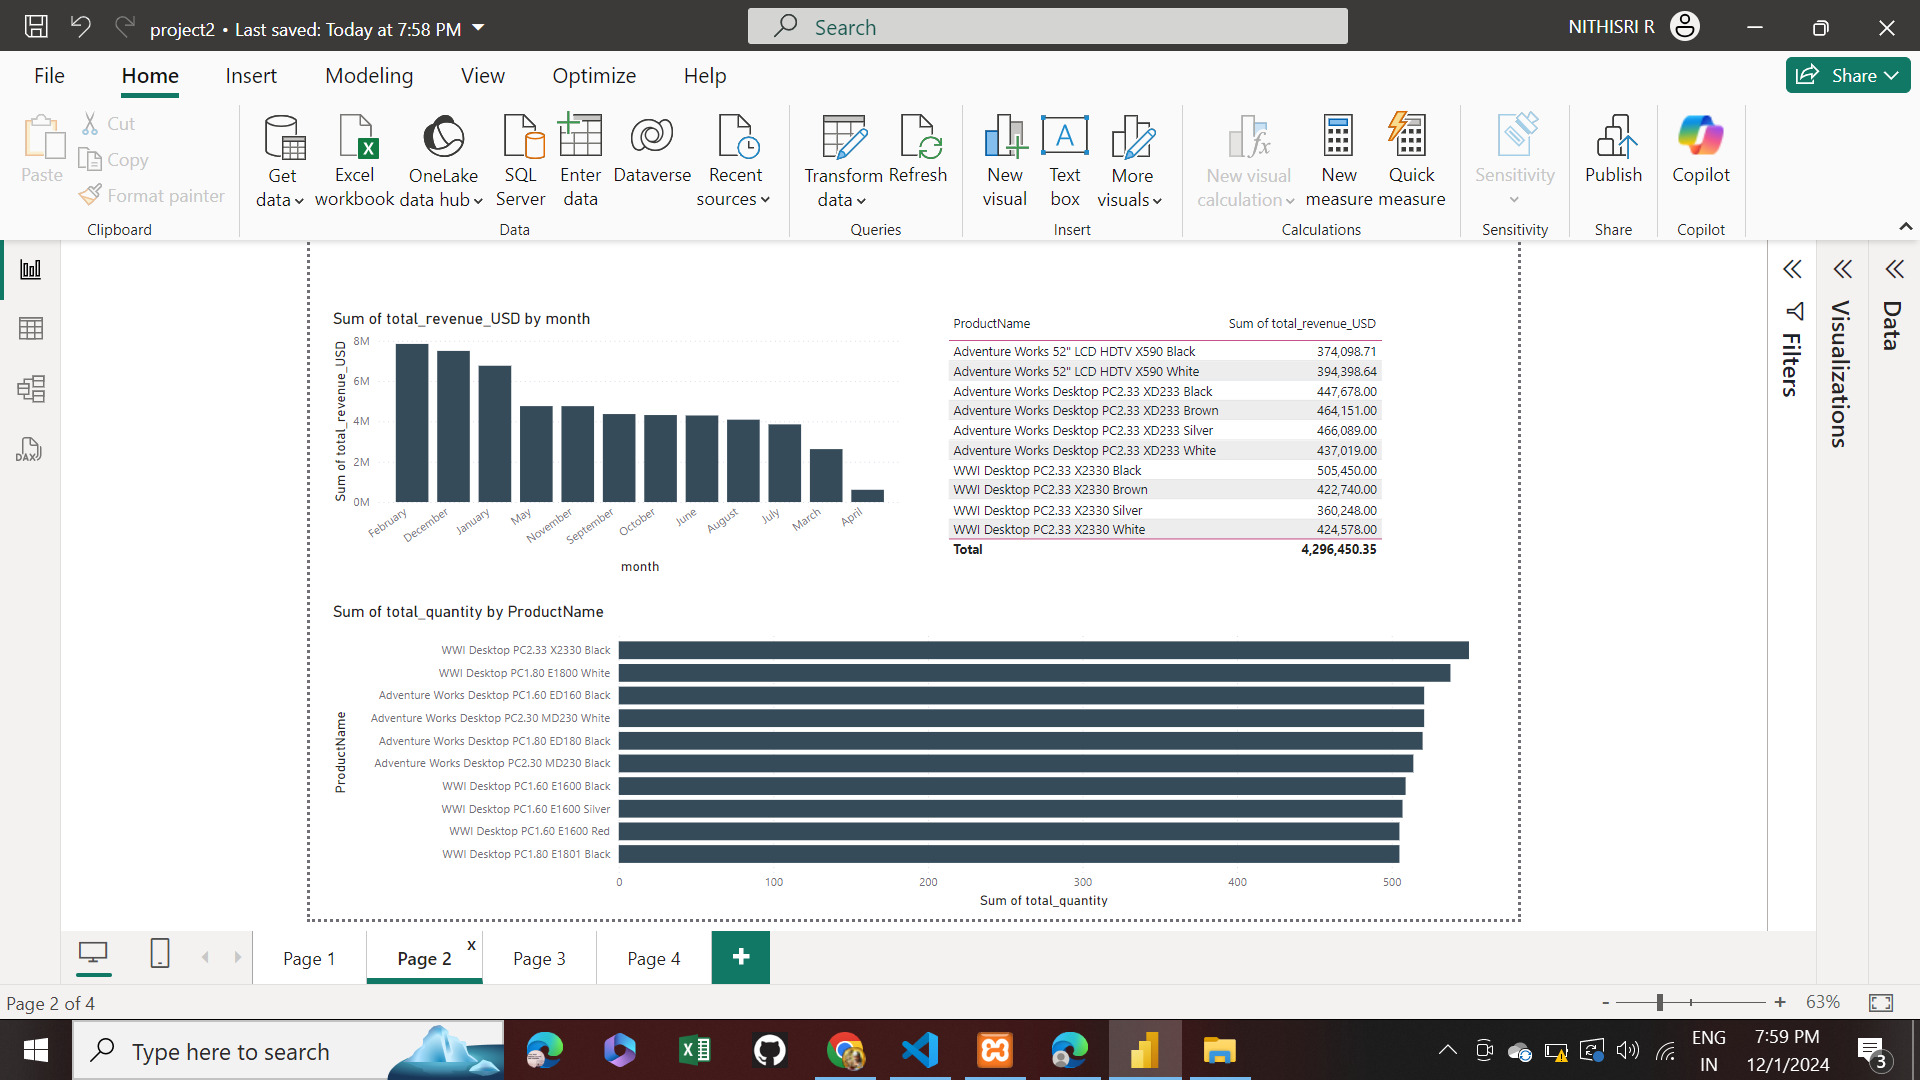 project2 • Last saved: Today at 7:58 PM
Search
NITHISRI R
File Home Insert Modeling View Optimize Help
Share
Paste
Cut
Copy
Format painter
Clipboard
Get data
Excel workbook
OneLake data hub
SQL Server
Enter data
Dataverse
Recent sources
Data
Transform data
Refresh
Queries
New visual
Text box
More visuals
Insert
New visual calculation
New measure
Quick measure
Calculations
Sensitivity
Sensitivity
Publish
Share
Copilot
Copilot
DAX
Sum of total_revenue_USD by month
Sum of total_revenue_USD
8M
6M
4M
2M
0M
February December January May November September October June August July March April
month
ProductName Sum of total_revenue_USD
Adventure Works 52" LCD HDTV X590 Black 374,098.71
Adventure Works 52" LCD HDTV X590 White 394,398.64
Adventure Works Desktop PC2.33 XD233 Black 447,678.00
Adventure Works Desktop PC2.33 XD233 Brown 464,151.00
Adventure Works Desktop PC2.33 XD233 Silver 466,089.00
Adventure Works Desktop PC2.33 XD233 White 437,019.00
WWI Desktop PC2.33 X2330 Black 505,450.00
WWI Desktop PC2.33 X2330 Brown 422,740.00
WWI Desktop PC2.33 X2330 Silver 360,248.00
WWI Desktop PC2.33 X2330 White 424,578.00
Total 4,296,450.35
Sum of total_quantity by ProductName
ProductName
WWI Desktop PC2.33 X2330 Black
WWI Desktop PC1.80 E1800 White
Adventure Works Desktop PC1.60 ED160 Black
Adventure Works Desktop PC2.30 MD230 White
Adventure Works Desktop PC1.80 ED180 Black
Adventure Works Desktop PC2.30 MD230 Black
WWI Desktop PC1.60 E1600 Black
WWI Desktop PC1.60 E1600 Silver
WWI Desktop PC1.60 E1600 Red
WWI Desktop PC1.80 E1801 Black
0 100 200 300 400 500
Sum of total_quantity
Filters
Visualizations
Data
Page 1 Page 2 x Page 3 Page 4 +
Page 2 of 4
- + 63%
Type here to search
ENG
IN
7:59 PM
12/1/2024
3